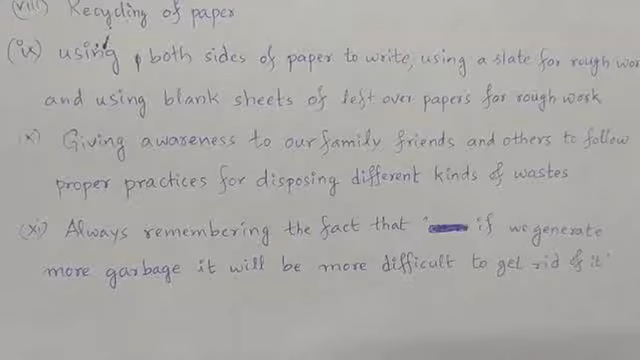 (viii) Recycling of paper
(ix) using both sides of paper to write, using a slate for rough wor
and using blank sheets of left over papers for rough work
(x) Giving awareness to our family friends and others to follow
proper practices for disposing different kinds of wastes
(xi) Always remembering the fact that ' if we generate
more garbage it will be more difficult to get rid of it'